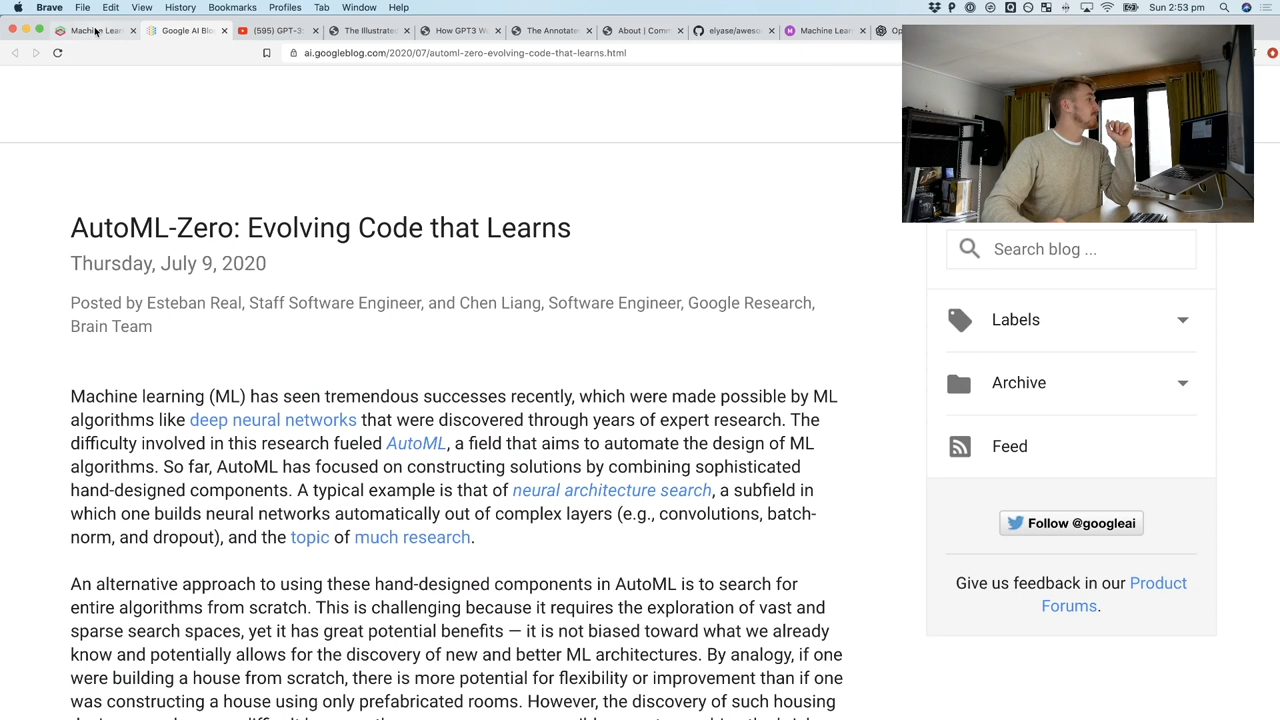 Brave File Edit View History Bookmarks Profiles Tab Window Help Sun 2:53 pm
Machine Lear Google AI Blo (595) GPT-3: The Illustrate How GPT3 W The Annotate About | Comm elyase/aweso Machine Lear Op
ai.googleblog.com/2020/07/automl-zero-evolving-code-that-learns.html
AutoML-Zero: Evolving Code that Learns
Thursday, July 9, 2020
Posted by Esteban Real, Staff Software Engineer, and Chen Liang, Software Engineer, Google Research,
Brain Team
Machine learning (ML) has seen tremendous successes recently, which were made possible by ML
algorithms like deep neural networks that were discovered through years of expert research. The
difficulty involved in this research fueled AutoML, a field that aims to automate the design of ML
algorithms. So far, AutoML has focused on constructing solutions by combining sophisticated
hand-designed components. A typical example is that of neural architecture search, a subfield in
which one builds neural networks automatically out of complex layers (e.g., convolutions, batch-
norm, and dropout), and the topic of much research.
An alternative approach to using these hand-designed components in AutoML is to search for
entire algorithms from scratch. This is challenging because it requires the exploration of vast and
sparse search spaces, yet it has great potential benefits — it is not biased toward what we already
know and potentially allows for the discovery of new and better ML architectures. By analogy, if one
were building a house from scratch, there is more potential for flexibility or improvement than if one
was constructing a house using only prefabricated rooms. However, the discovery of such housing
Search blog ...
Labels
Archive
Feed
Follow @googleai
Give us feedback in our Product
Forums.